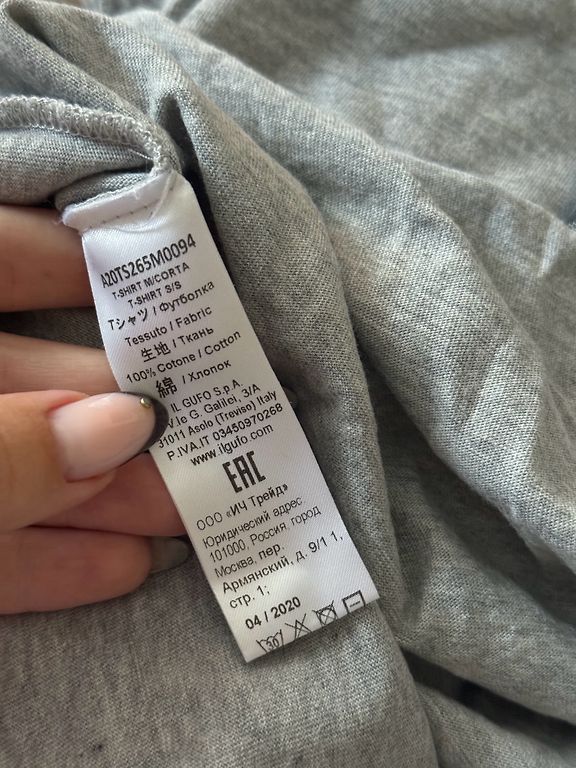 A20TS265M0094
T-SHIRT M/CORTA
T-SHIRT S/S
Tシャツ / Футболка
Tessuto / Fabric
生地 / Ткань
100% Cotone / Cotton
綿 / Хлопок
IL GUFO S.p.A.
V.le G. Galilei, 3/A
31011 Asolo (Treviso) Italy
P.IVA.IT 03450970268
www.ilgufo.com
EAC
ООО «ИЧ Трейд»
Юридический адрес
101000, Россия, город
Москва, пер.
Армянский, д. 9/1 1,
стр. 1;
04 / 2020
30